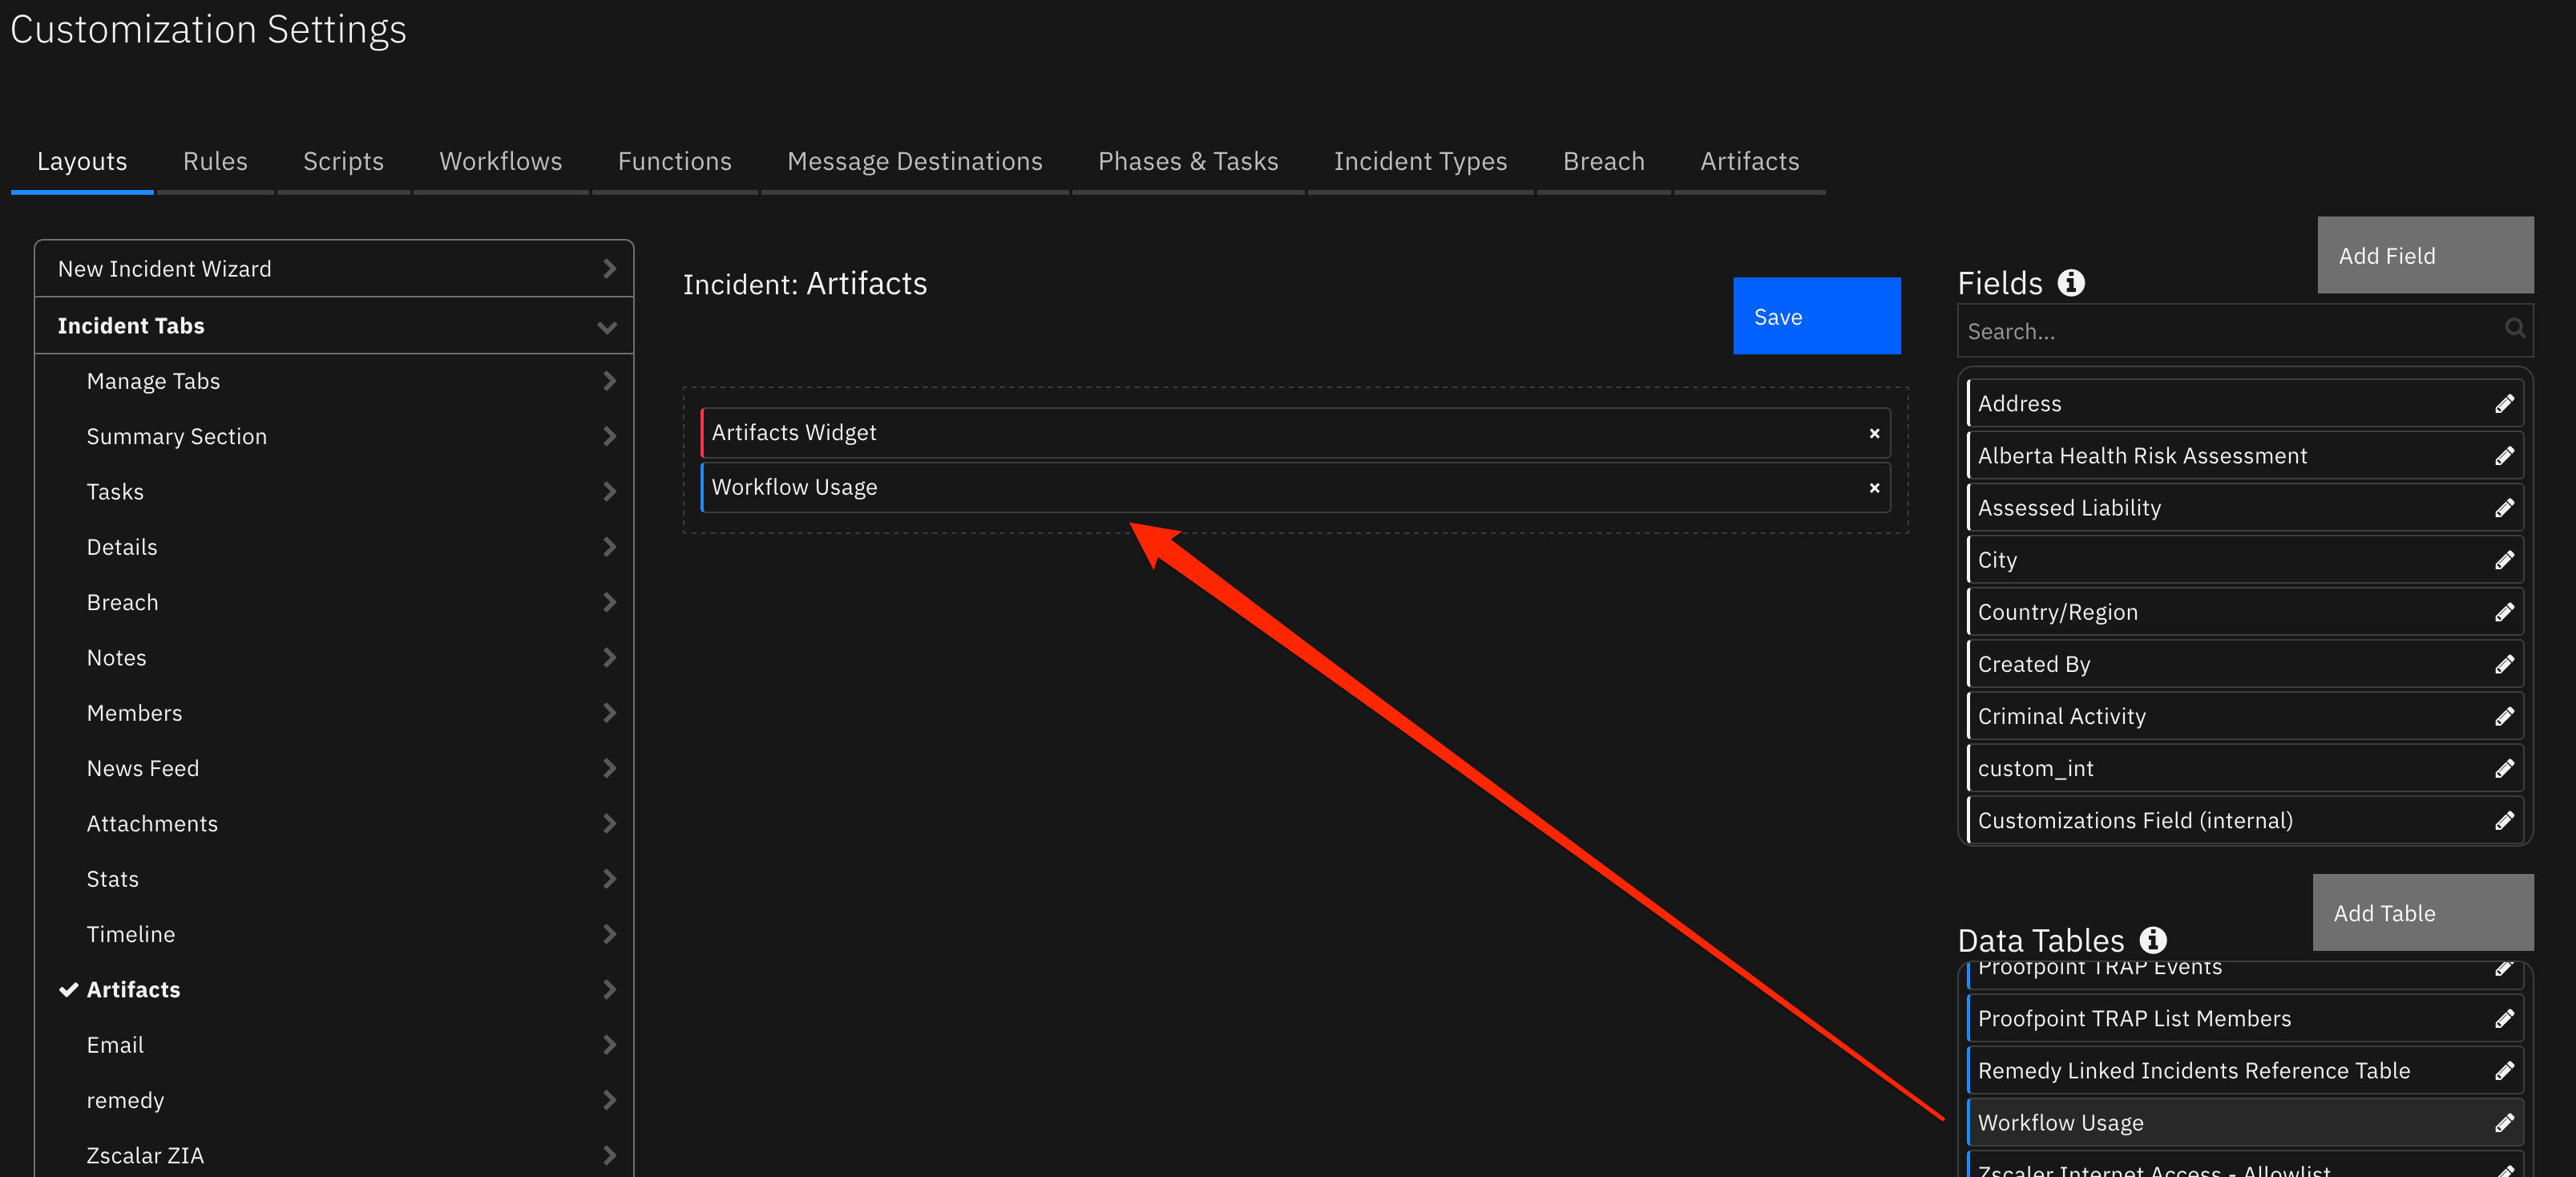 Customization Settings
Layouts Rules Scripts Workflows Functions Message Destinations Phases & Tasks Incident Types Breach Artifacts
New Incident Wizard
Incident Tabs
Manage Tabs
Summary Section
Tasks
Details
Breach
Notes
Members
News Feed
Attachments
Stats
Timeline
Artifacts
Email
remedy
Zscalar ZIA
Incident: Artifacts
Save
Artifacts Widget
Workflow Usage
Add Field
Fields
Search...
Address
Alberta Health Risk Assessment
Assessed Liability
City
Country/Region
Created By
Criminal Activity
custom_int
Customizations Field (internal)
Add Table
Data Tables
Proofpoint TRAP Events
Proofpoint TRAP List Members
Remedy Linked Incidents Reference Table
Workflow Usage
Zscaler Internet Access - Allowlist